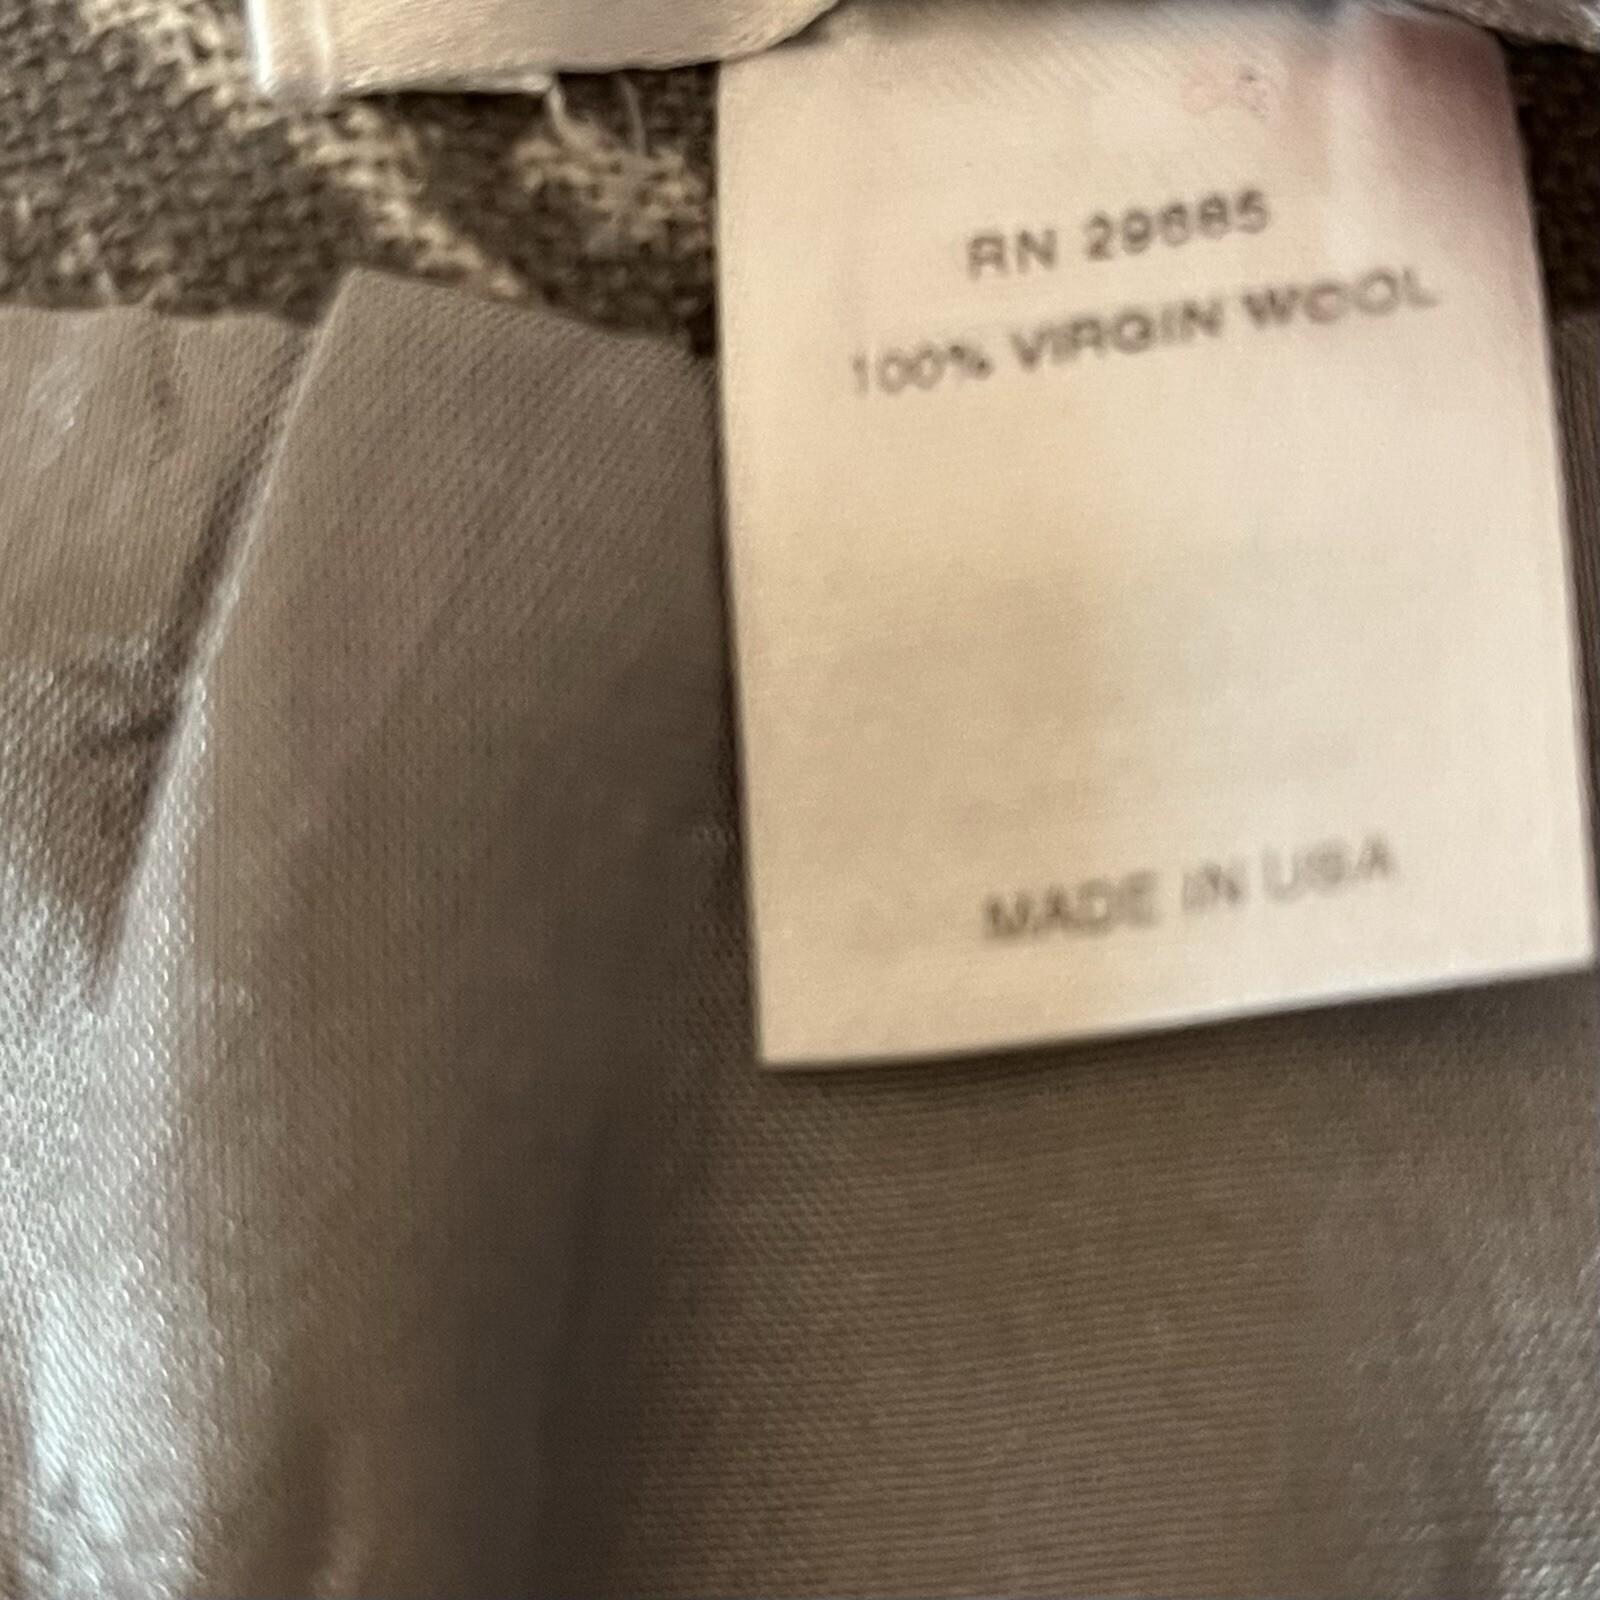 RN 29685
100% VIRGIN WOOL
MADE IN USA